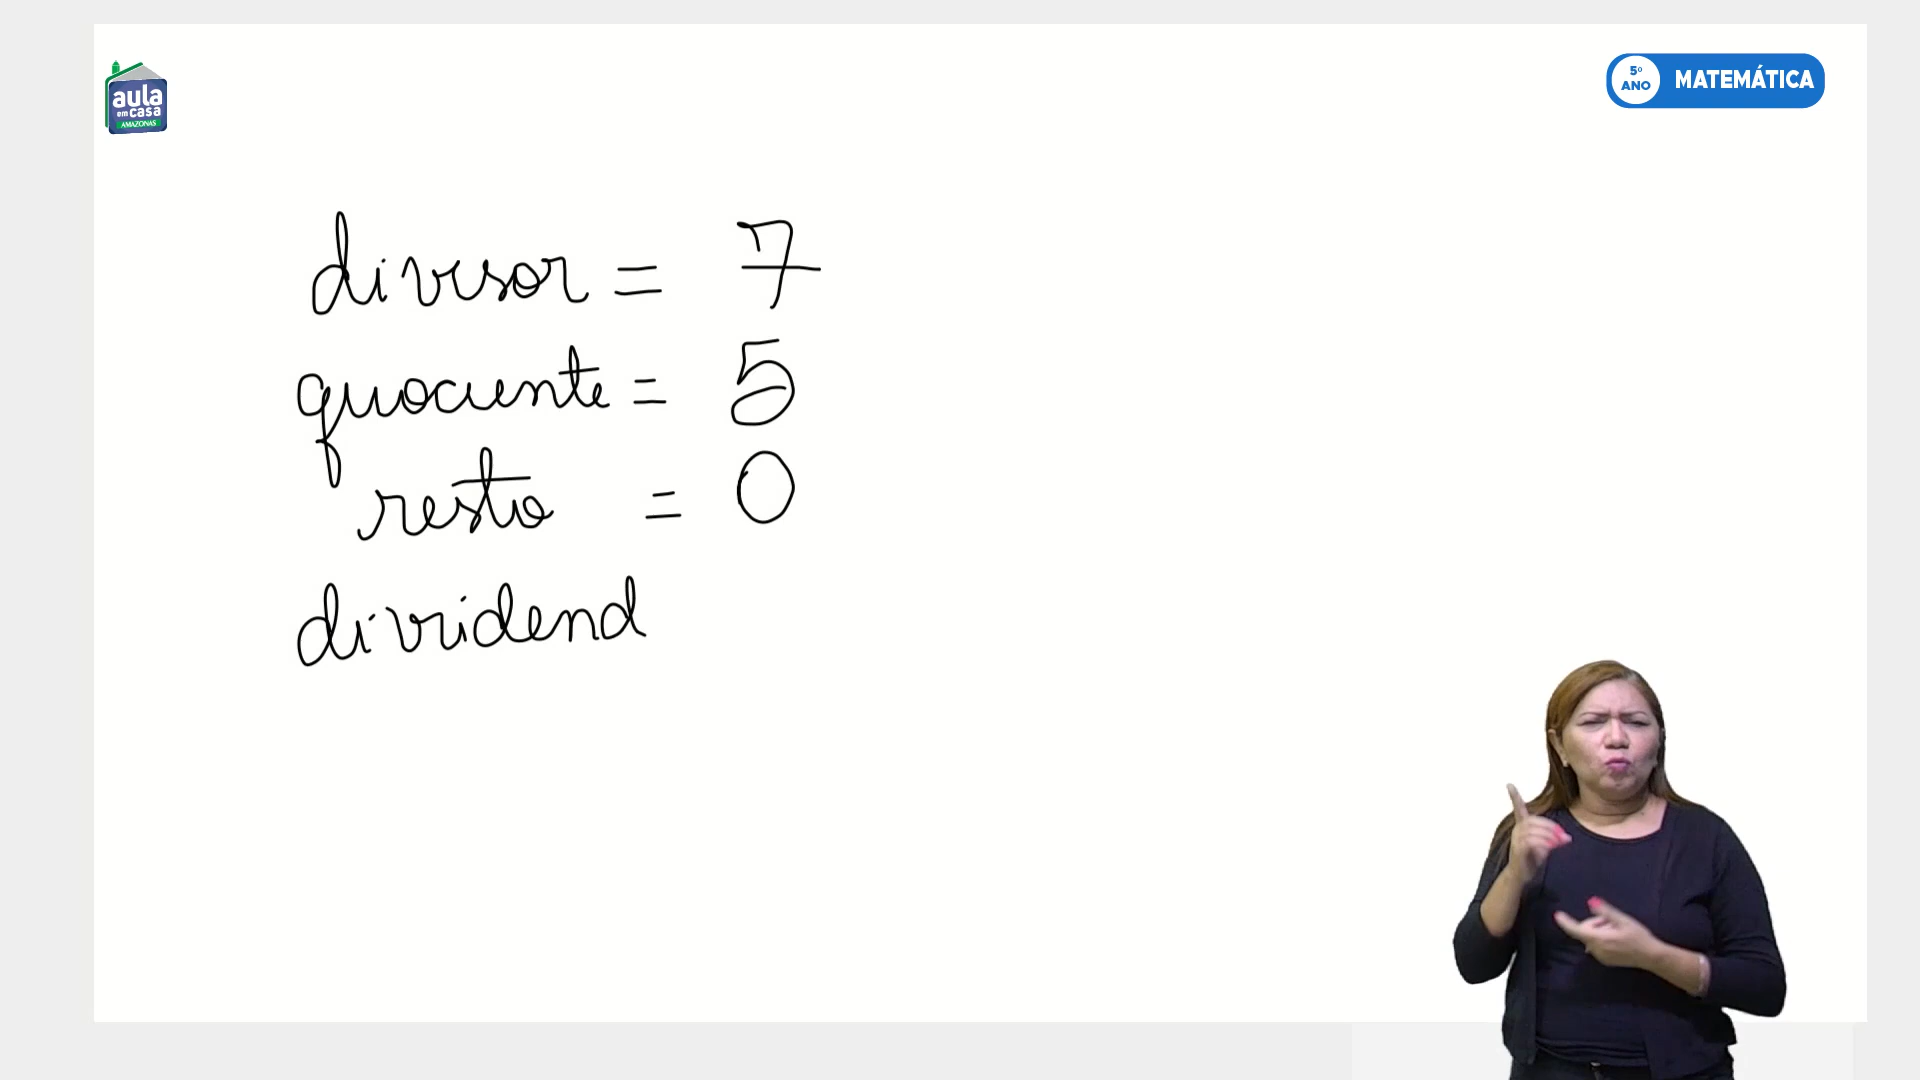 aula
em casa
AMAZONAS
5º
ANO
MATEMÁTICA
divisor = 7
quociente = 5
resto = 0
dividend